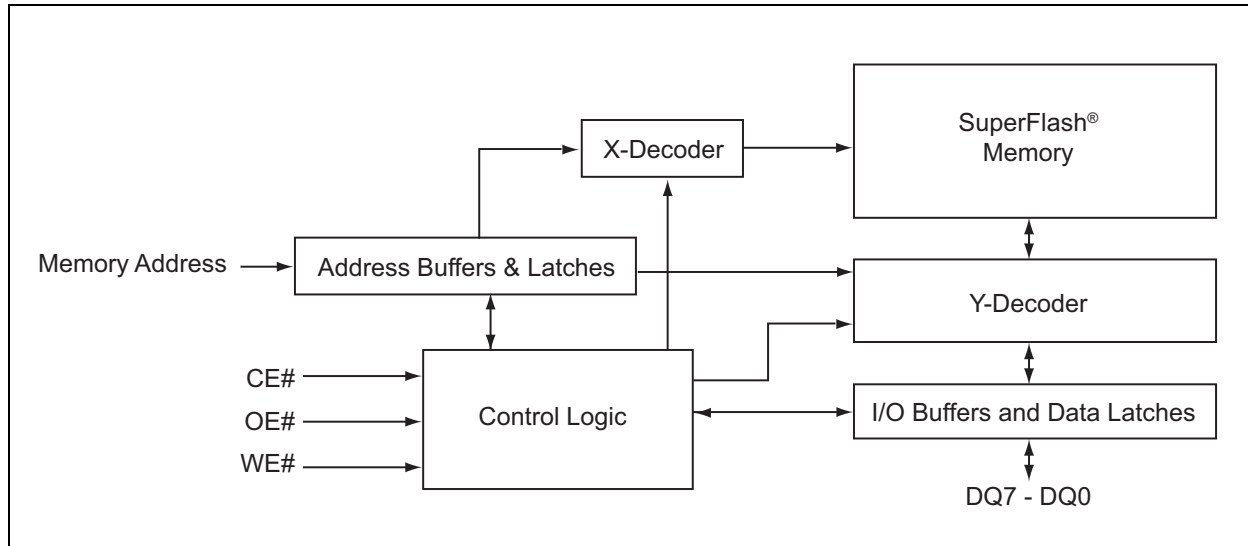 SuperFlash®
Memory
X-Decoder
Memory Address
Address Buffers & Latches
Y-Decoder
CE#
OE#
WE#
Control Logic
I/O Buffers and Data Latches
DQ7 - DQ0